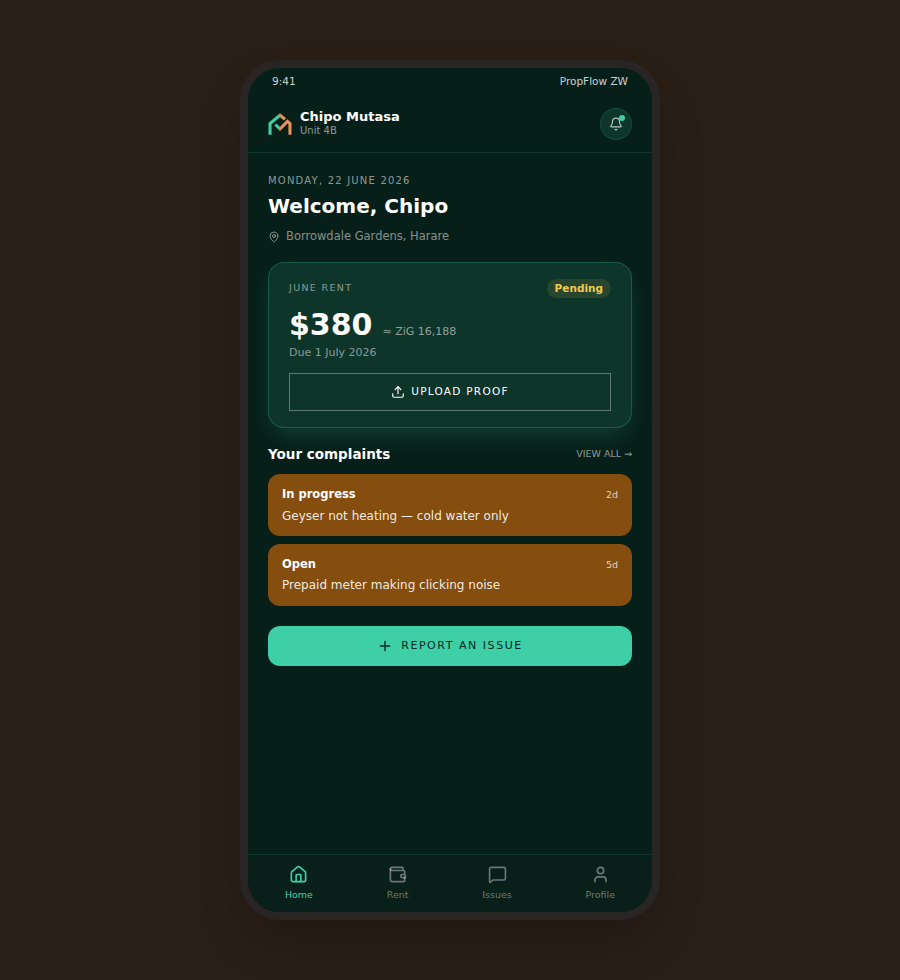 9:41 PropFlow ZW
Chipo Mutasa
Unit 4B
MONDAY, 22 JUNE 2026
Welcome, Chipo
Borrowdale Gardens, Harare
JUNE RENT Pending
$380 ≈ ZiG 16,188
Due 1 July 2026
UPLOAD PROOF
Your complaints VIEW ALL →
In progress 2d
Geyser not heating — cold water only
Open 5d
Prepaid meter making clicking noise
+ REPORT AN ISSUE
Home Rent Issues Profile